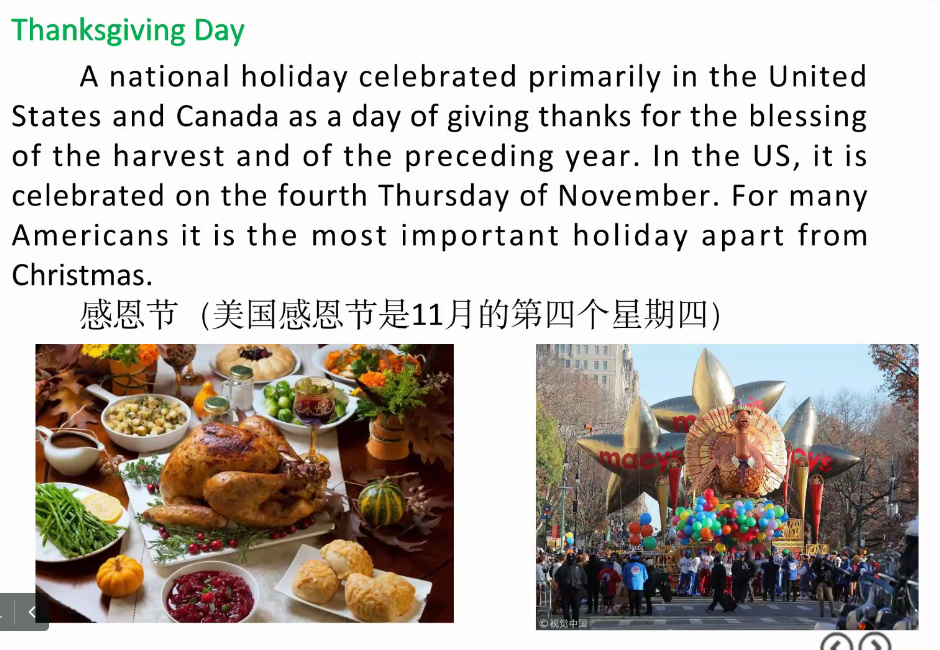 Thanksgiving Day
A national holiday celebrated primarily in the United
States and Canada as a day of giving thanks for the blessing
of the harvest and of the preceding year. In the US, it is
celebrated on the fourth Thursday of November. For many
Americans it is the most important holiday apart from
Christmas.
感恩节 (美国感恩节是11月的第四个星期四)
macys
©视觉中国